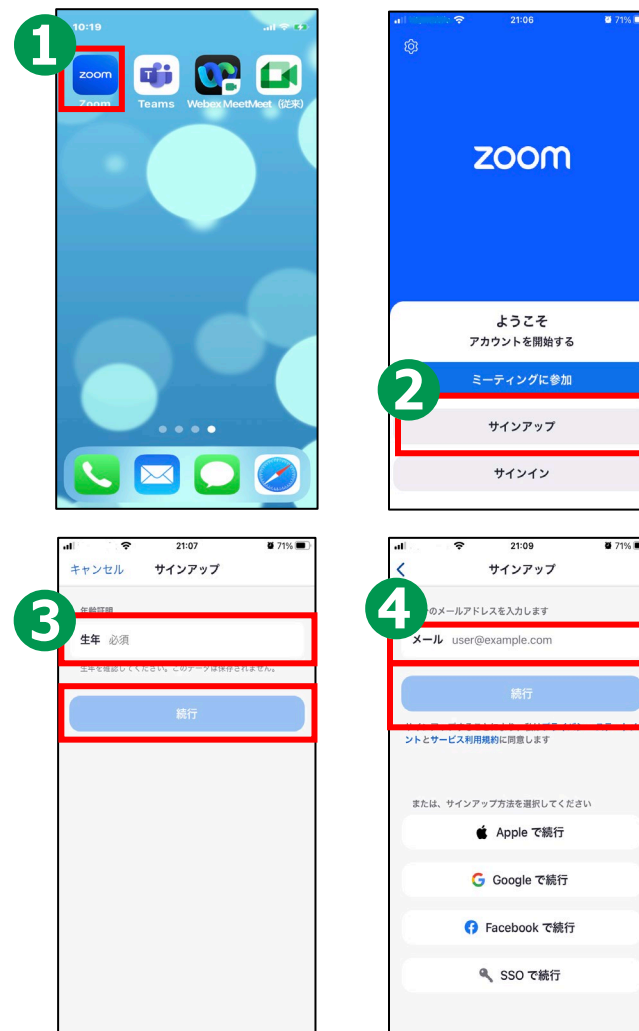 1
10:19
zoom
Zoom
Teams
Webex Meet
Meet（従来）
2
21:06
71%
zoom
ようこそ
アカウントを開始する
ミーティングに参加
サインアップ
サインイン
3
21:07
71%
キャンセル
サインアップ
年齢証明
生年 必須
生年を確認してください。このデータは保存されません。
続行
4
21:09
71%
サインアップ
のメールアドレスを入力します
メール user@example.com
続行
ントとサービス利用規約に同意します
または、サインアップ方法を選択してください
Apple で続行
Google で続行
Facebook で続行
SSO で続行